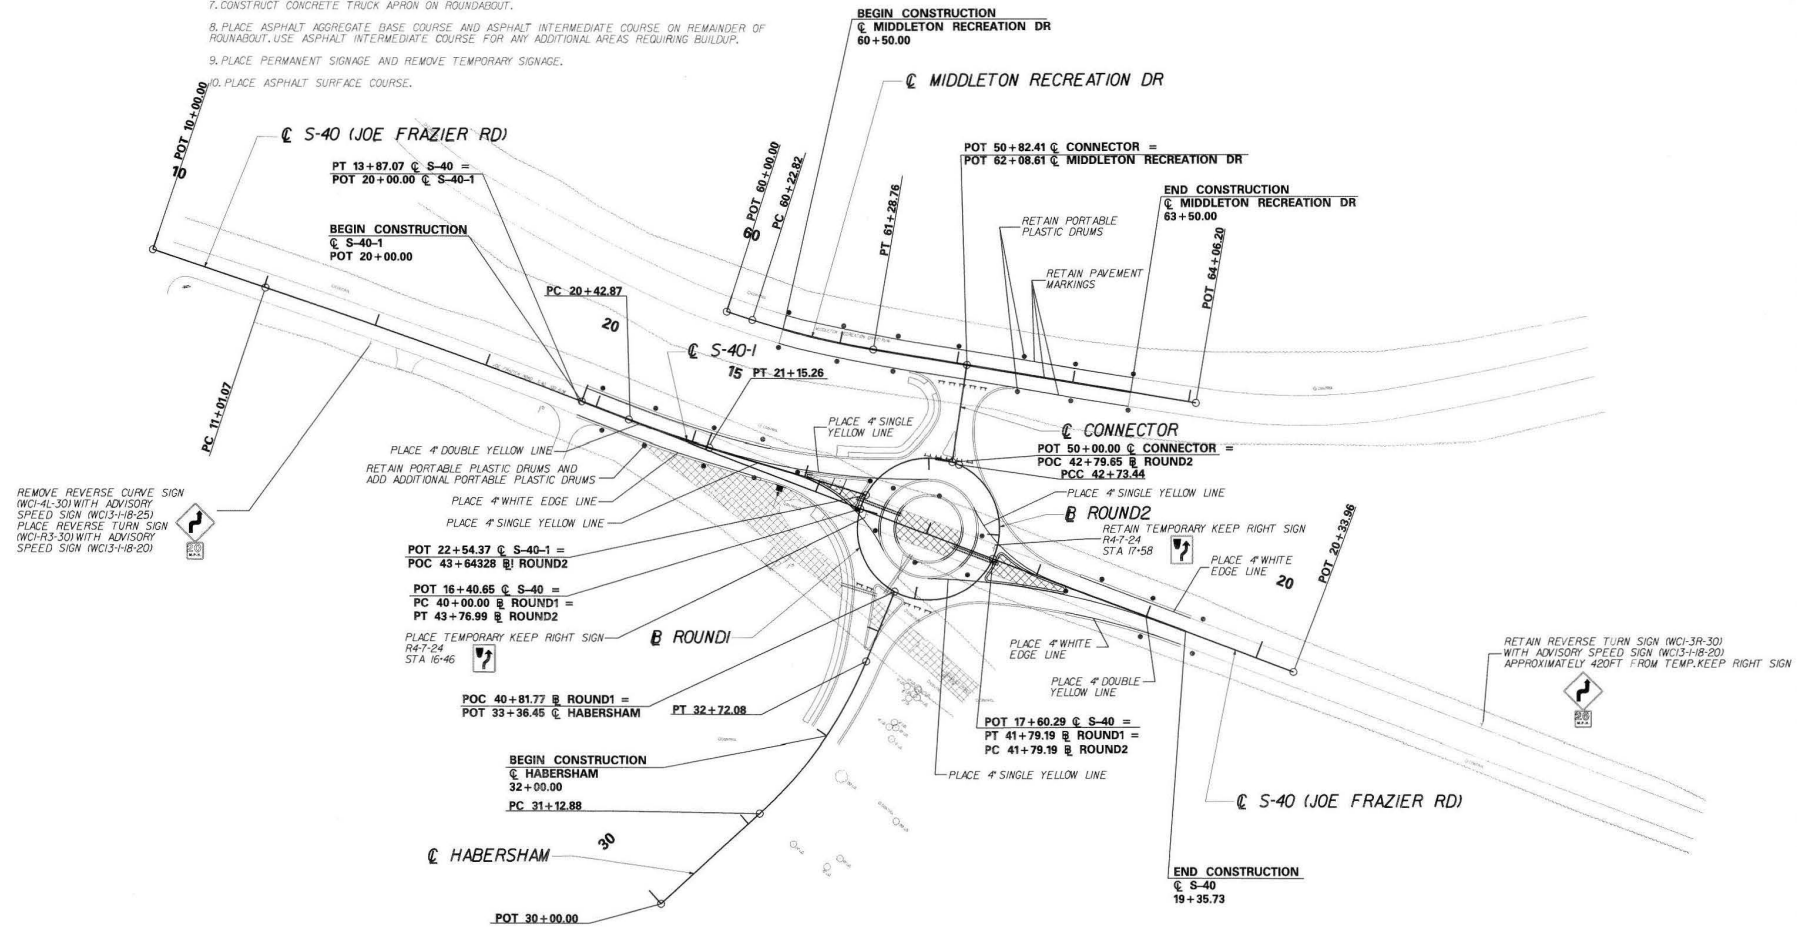 7. CONSTRUCT CONCRETE TRUCK APRON ON ROUNDABOUT.
8. PLACE ASPHALT AGGREGATE BASE COURSE AND ASPHALT INTERMEDIATE COURSE ON REMAINDER OF
ROUNABOUT. USE ASPHALT INTERMEDIATE COURSE FOR ANY ADDITIONAL AREAS REQUIRING BUILDUP.
9. PLACE PERMANENT SIGNAGE AND REMOVE TEMPORARY SIGNAGE.
10. PLACE ASPHALT SURFACE COURSE.
BEGIN CONSTRUCTION
℄ MIDDLETON RECREATION DR
60+50.00
℄ MIDDLETON RECREATION DR
POT 10+00.00
10
℄ S-40 (JOE FRAZIER RD)
PT 13+87.07 ℄ S-40 =
POT 20+00.00 ℄ S-40-1
BEGIN CONSTRUCTION
℄ S-40-1
POT 20+00.00
POT 60+00.00
60
PC 60+22.82
PT 61+28.76
POT 50+82.41 ℄ CONNECTOR =
POT 62+08.61 ℄ MIDDLETON RECREATION DR
END CONSTRUCTION
℄ MIDDLETON RECREATION DR
63+50.00
RETAIN PORTABLE
PLASTIC DRUMS
RETAIN PAVEMENT
MARKINGS
POT 64+06.20
PC 20+42.87
20
℄ S-40-1
15
PT 21+15.26
PC 11+01.07
PLACE 4" SINGLE
YELLOW LINE
℄ CONNECTOR
POT 50+00.00 ℄ CONNECTOR =
POC 42+79.65 B ROUND2
PCC 42+73.44
PLACE 4" DOUBLE YELLOW LINE
RETAIN PORTABLE PLASTIC DRUMS AND
ADD ADDITIONAL PORTABLE PLASTIC DRUMS
PLACE 4" WHITE EDGE LINE
PLACE 4" SINGLE YELLOW LINE
REMOVE REVERSE CURVE SIGN
(WC1-4L-30) WITH ADVISORY
SPEED SIGN (WC13-1-18-25)
PLACE REVERSE TURN SIGN
(WC1-R3-30) WITH ADVISORY
SPEED SIGN (WC13-1-18-20)
20
M.P.H.
PLACE 4" SINGLE YELLOW LINE
B ROUND2
RETAIN TEMPORARY KEEP RIGHT SIGN
R4-7-24
STA 17+58
PLACE 4" WHITE
EDGE LINE
20
POT 20+33.96
POT 22+54.37 ℄ S-40-1 =
POC 43+64328 B! ROUND2
POT 16+40.65 ℄ S-40 =
PC 40+00.00 B ROUND1 =
PT 43+76.99 B ROUND2
PLACE TEMPORARY KEEP RIGHT SIGN
R4-7-24
STA 16+46
B ROUND1
PLACE 4" WHITE
EDGE LINE
PLACE 4" DOUBLE
YELLOW LINE
RETAIN REVERSE TURN SIGN (WC1-3R-30)
WITH ADVISORY SPEED SIGN (WC13-1-18-20)
APPROXIMATELY 420FT FROM TEMP. KEEP RIGHT SIGN
20
M.P.H.
POC 40+81.77 B ROUND1 =
POT 33+36.45 ℄ HABERSHAM
PT 32+72.08
POT 17+60.29 ℄ S-40 =
PT 41+79.19 B ROUND1 =
PC 41+79.19 B ROUND2
PLACE 4" SINGLE YELLOW LINE
BEGIN CONSTRUCTION
℄ HABERSHAM
32+00.00
PC 31+12.88
30
℄ HABERSHAM
℄ S-40 (JOE FRAZIER RD)
END CONSTRUCTION
℄ S-40
19+35.73
POT 30+00.00